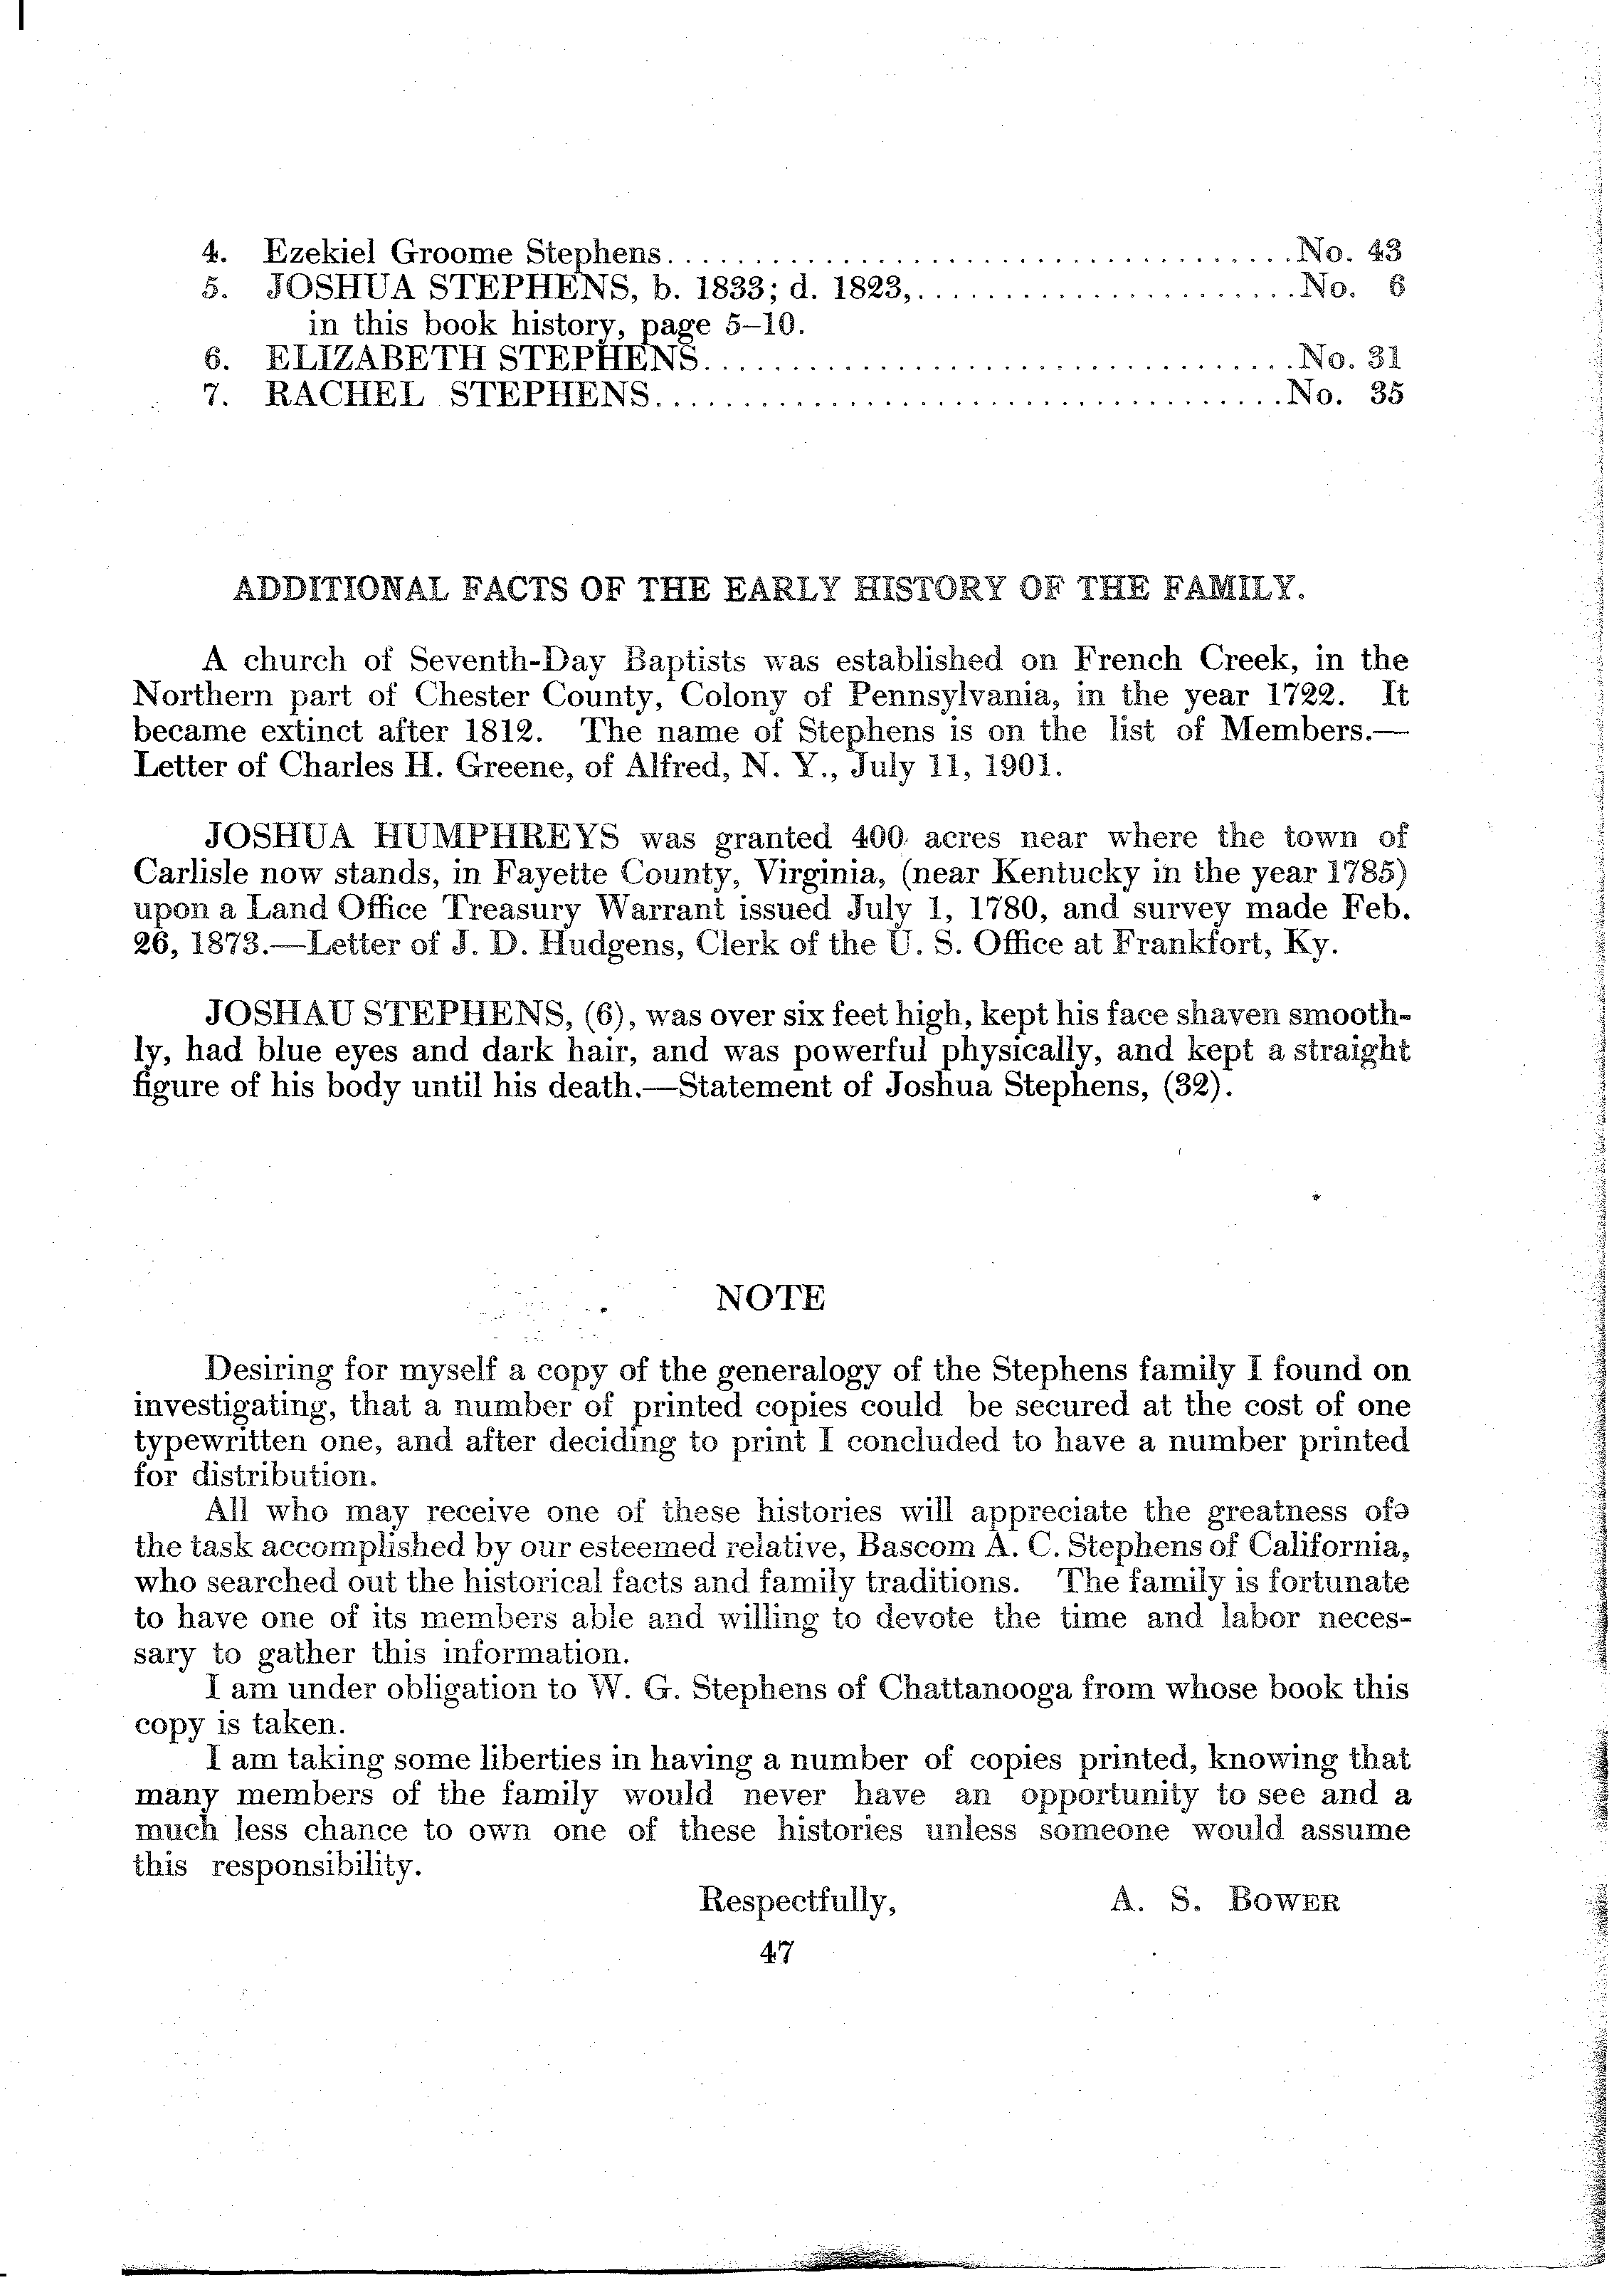 4. Ezekiel Groome Stephens. . . . . . . . . . . . . . . . . . . . . . . . . . . . . . . . . . . No. 43
5. JOSHUA STEPHENS, b. 1833; d. 1823,. . . . . . . . . . . . . . . . . . . . . . No. 6
in this book history, page 5–10.
6. ELIZABETH STEPHENS. . . . . . . . . . . . . . . . . . . . . . . . . . . . . . . . . No. 31
7. RACHEL STEPHENS. . . . . . . . . . . . . . . . . . . . . . . . . . . . . . . . . . . No. 35
ADDITIONAL FACTS OF THE EARLY HISTORY OF THE FAMILY.
A church of Seventh-Day Baptists was established on French Creek, in the
Northern part of Chester County, Colony of Pennsylvania, in the year 1722. It
became extinct after 1812. The name of Stephens is on the list of Members.—
Letter of Charles H. Greene, of Alfred, N. Y., July 11, 1901.
JOSHUA HUMPHREYS was granted 400 acres near where the town of
Carlisle now stands, in Fayette County, Virginia, (near Kentucky in the year 1785)
upon a Land Office Treasury Warrant issued July 1, 1780, and survey made Feb.
26, 1873.—Letter of J. D. Hudgens, Clerk of the U. S. Office at Frankfort, Ky.
JOSHAU STEPHENS, (6), was over six feet high, kept his face shaven smooth-
ly, had blue eyes and dark hair, and was powerful physically, and kept a straight
figure of his body until his death.—Statement of Joshua Stephens, (32).
NOTE
Desiring for myself a copy of the generalogy of the Stephens family I found on
investigating, that a number of printed copies could be secured at the cost of one
typewritten one, and after deciding to print I concluded to have a number printed
for distribution.
All who may receive one of these histories will appreciate the greatness of
the task accomplished by our esteemed relative, Bascom A. C. Stephens of California,
who searched out the historical facts and family traditions. The family is fortunate
to have one of its members able and willing to devote the time and labor neces-
sary to gather this information.
I am under obligation to W. G. Stephens of Chattanooga from whose book this
copy is taken.
I am taking some liberties in having a number of copies printed, knowing that
many members of the family would never have an opportunity to see and a
much less chance to own one of these histories unless someone would assume
this responsibility.
Respectfully, A. S. BOWER
47